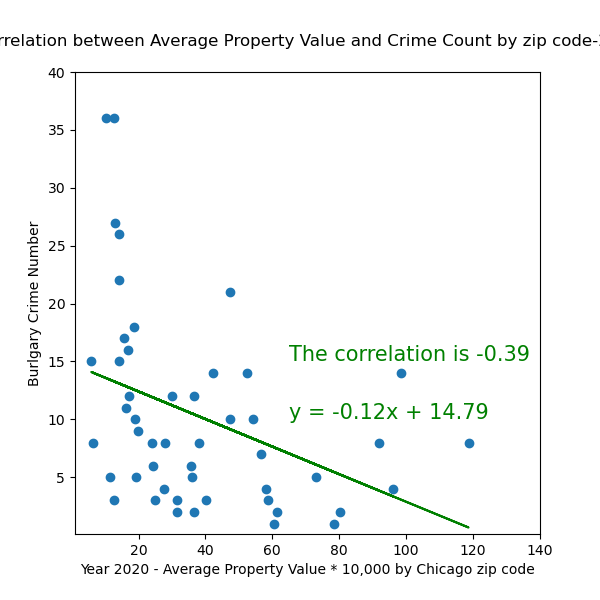 rrelation between Average Property Value and Crime Count by zip code-
40
35
30
25
20
15
10
5
Burlgary Crime Number
The correlation is -0.39
y = -0.12x + 14.79
20 40 60 80 100 120 140
Year 2020 - Average Property Value * 10,000 by Chicago zip code